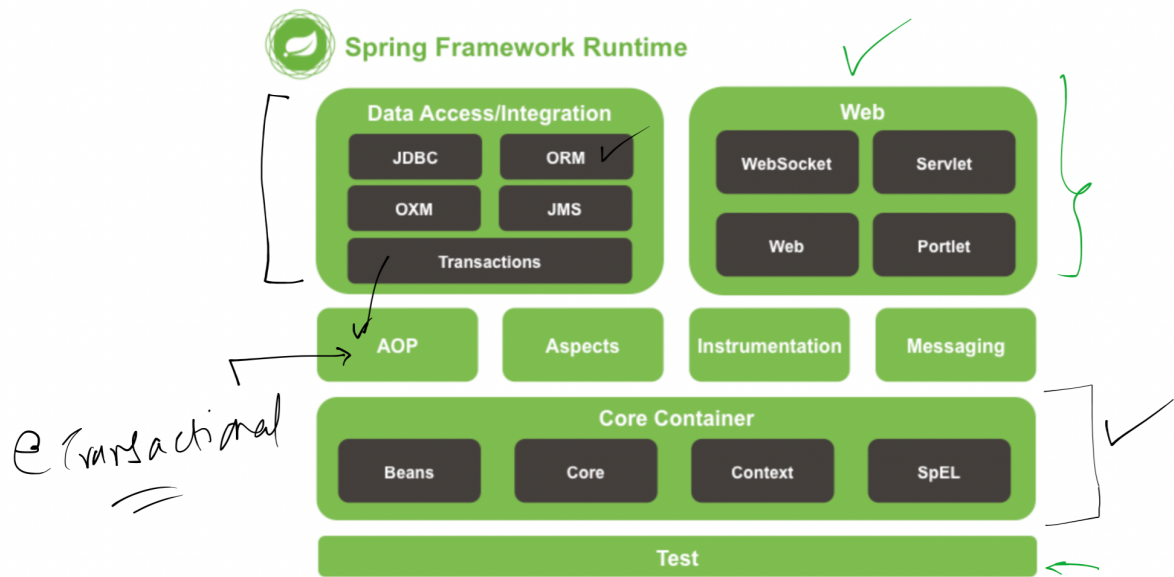 Spring Framework Runtime
Data Access/Integration
JDBC
ORM
OXM
JMS
Transactions
Web
WebSocket
Servlet
Web
Portlet
AOP
Aspects
Instrumentation
Messaging
@Transactional
Core Container
Beans
Core
Context
SpEL
Test